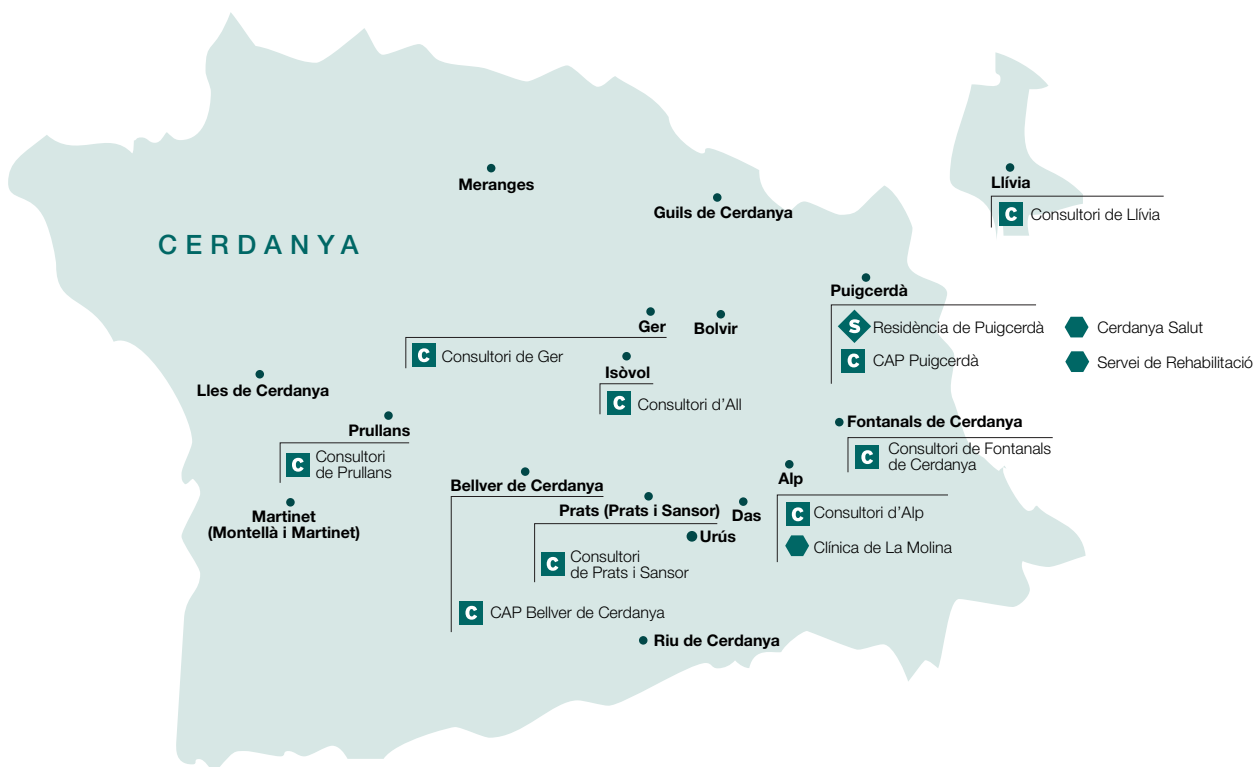 Meranges
Llívia
C Consultori de Llívia
Guils de Cerdanya
CERDANYA
Puigcerdà
S Residència de Puigcerdà
Cerdanya Salut
C CAP Puigcerdà
Servei de Rehabilitació
Ger
C Consultori de Ger
Bolvir
Isòvol
C Consultori d'All
Lles de Cerdanya
Prullans
C Consultori
de Prullans
Fontanals de Cerdanya
C Consultori de Fontanals
de Cerdanya
Martinet
(Montellà i Martinet)
Bellver de Cerdanya
C CAP Bellver de Cerdanya
Prats (Prats i Sansor)
C Consultori
de Prats i Sansor
Das
Urús
Alp
C Consultori d'Alp
Clínica de La Molina
Riu de Cerdanya